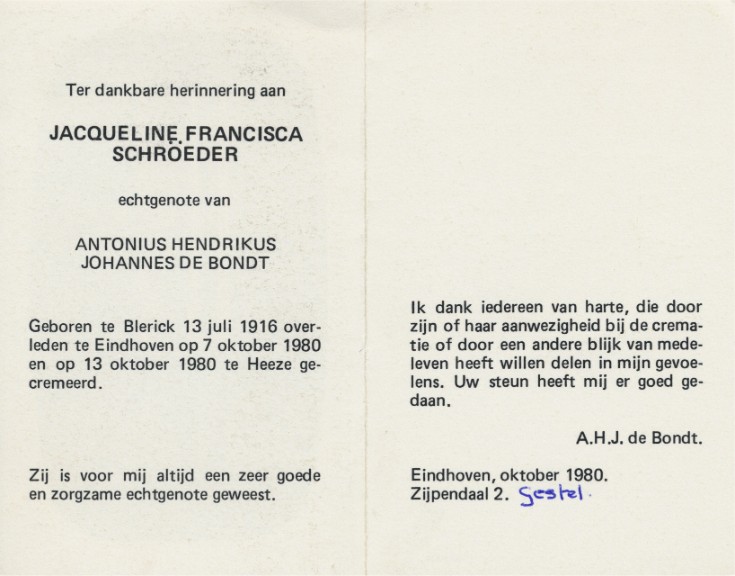 Ter dankbare herinnering aan
JACQUELINE FRANCISCA
SCHRÖEDER
echtgenote van
ANTONIUS HENDRIKUS
JOHANNES DE BONDT
Geboren te Blerick 13 juli 1916 over-
leden te Eindhoven op 7 oktober 1980
en op 13 oktober 1980 te Heeze ge-
cremeerd.
Zij is voor mij altijd een zeer goede
en zorgzame echtgenote geweest.
Ik dank iedereen van harte, die door
zijn of haar aanwezigheid bij de crema-
tie of door een andere blijk van mede-
leven heeft willen delen in mijn gevoe-
lens. Uw steun heeft mij er goed ge-
daan.
A.H.J. de Bondt.
Eindhoven, oktober 1980.
Zijpendaal 2. Gestel.